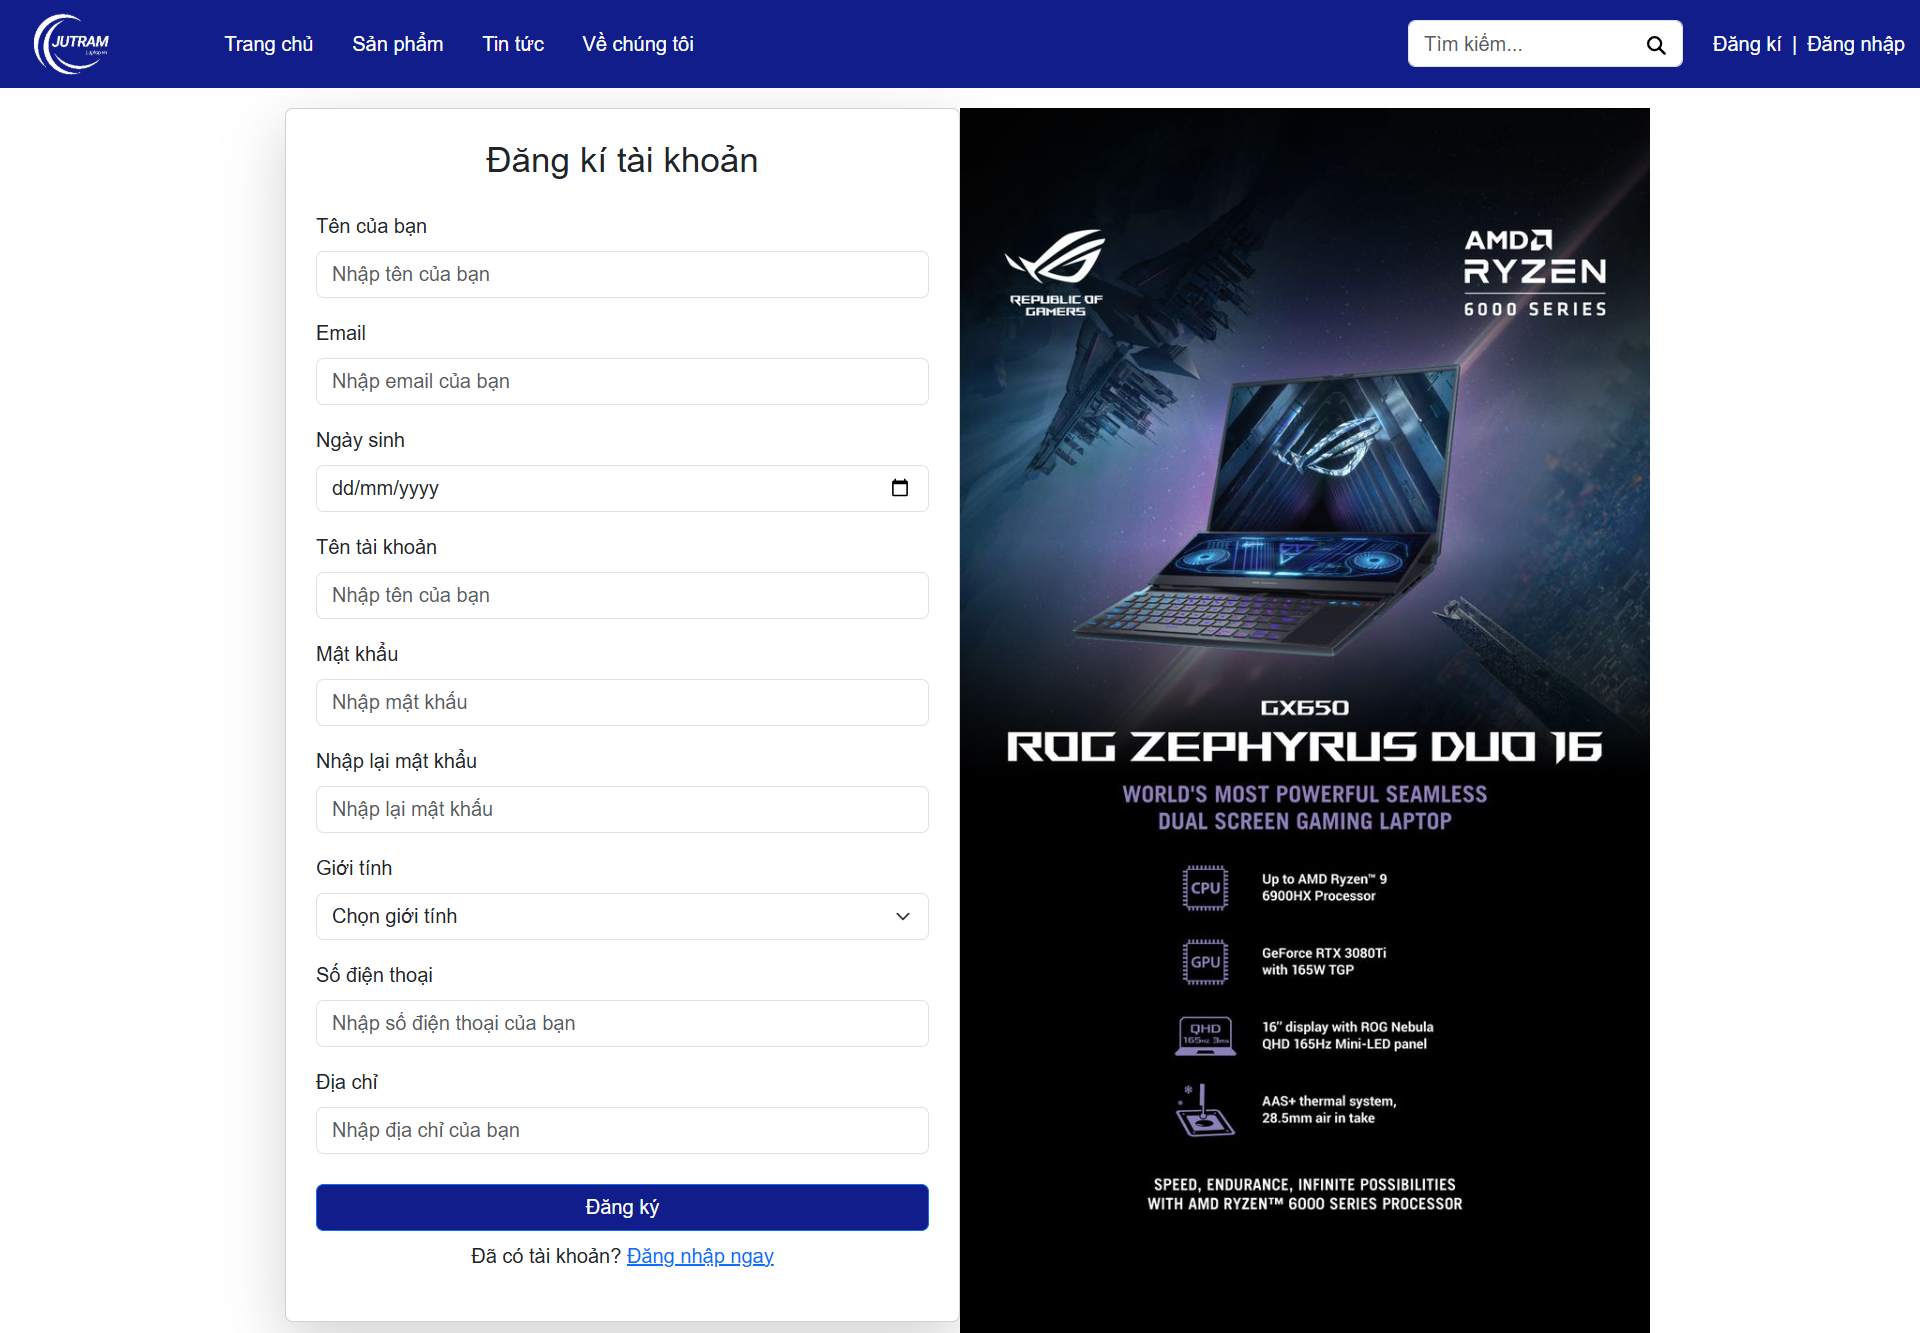 JUTRAM
Trang chủ
Sản phẩm
Tin tức
Về chúng tôi
Tìm kiếm...
Đăng kí | Đăng nhập
Đăng kí tài khoản
Tên của bạn
Nhập tên của bạn
Email
Nhập email của bạn
Ngày sinh
dd/mm/yyyy
Tên tài khoản
Nhập tên của bạn
Mật khẩu
Nhập mật khẩu
Nhập lại mật khẩu
Nhập lại mật khẩu
Giới tính
Chọn giới tính
Số điện thoại
Nhập số điện thoại của bạn
Địa chỉ
Nhập địa chỉ của bạn
Đăng ký
Đã có tài khoản? Đăng nhập ngay
REPUBLIC OF
GAMERS
AMD
RYZEN
6000 SERIES
GX650
ROG ZEPHYRUS DUO 16
WORLD'S MOST POWERFUL SEAMLESS
DUAL SCREEN GAMING LAPTOP
CPU
Up to AMD Ryzen™ 9
6900HX Processor
GPU
GeForce RTX 3080Ti
with 165W TGP
QHD
165Hz 3ms
16" display with ROG Nebula
QHD 165Hz Mini-LED panel
AAS+ thermal system,
28.5mm air in take
SPEED, ENDURANCE, INFINITE POSSIBILITIES
WITH AMD RYZEN™ 6000 SERIES PROCESSOR